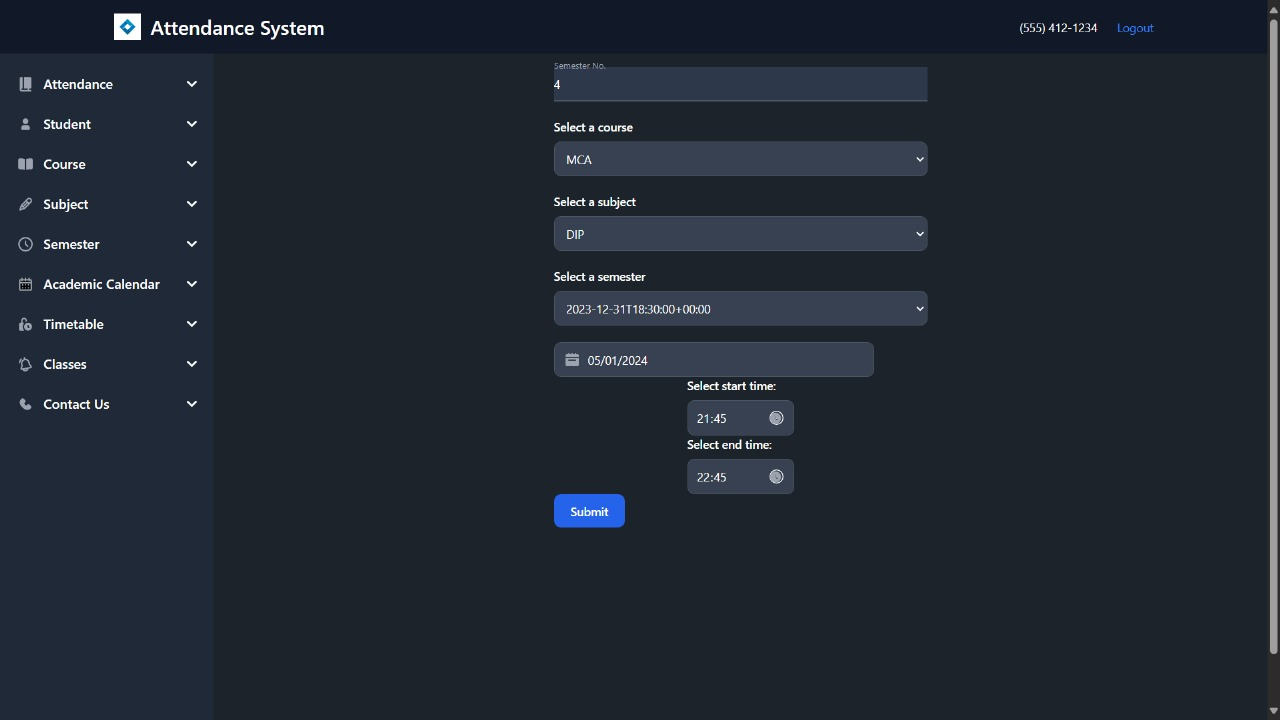 Attendance System
(555) 412-1234 Logout
Attendance
Student
Course
Subject
Semester
Academic Calendar
Timetable
Classes
Contact Us
Semester No.
4
Select a course
MCA
Select a subject
DIP
Select a semester
2023-12-31T18:30:00+00:00
05/01/2024
Select start time:
21:45
Select end time:
22:45
Submit